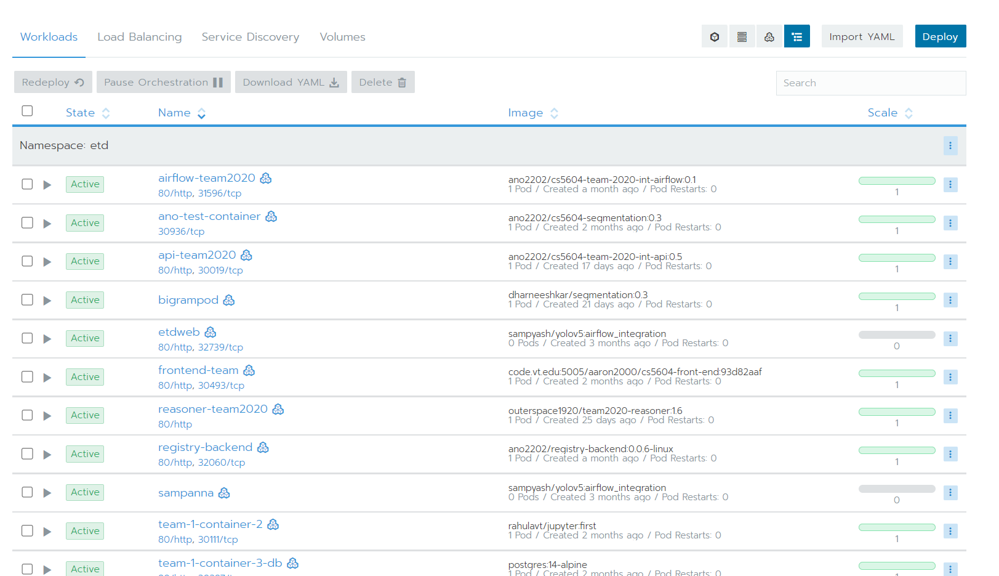 Workloads Load Balancing Service Discovery Volumes Import YAML Deploy
Redeploy Pause Orchestration Download YAML Delete Search
State Name Image Scale
Namespace: etd
Active airflow-team2020 ano2202/cs5604-team-2020-int-airflow:0.1
80/http, 31596/tcp 1 Pod / Created a month ago / Pod Restarts: 0 1
Active ano-test-container ano2202/cs5604-segmentation:0.3
30936/tcp 1 Pod / Created 2 months ago / Pod Restarts: 0 1
Active api-team2020 ano2202/cs5604-team-2020-int-api:0.5
80/http, 30019/tcp 1 Pod / Created 17 days ago / Pod Restarts: 0 1
Active bigrampod dharneeshkar/segmentation:0.3
1 Pod / Created 21 days ago / Pod Restarts: 0 1
Active etdweb sampyash/yolov5:airflow_integration
80/http, 32739/tcp 0 Pods / Created 3 months ago / Pod Restarts: 0 0
Active frontend-team code.vt.edu:5005/aaron2000/cs5604-front-end:93d82aaf
80/http, 30493/tcp 1 Pod / Created 2 months ago / Pod Restarts: 0 1
Active reasoner-team2020 outerspace1920/team2020-reasoner:1.6
80/http 1 Pod / Created 25 days ago / Pod Restarts: 0 1
Active registry-backend ano2202/registry-backend:0.0.6-linux
80/http, 32060/tcp 1 Pod / Created a month ago / Pod Restarts: 0 1
Active sampanna sampyash/yolov5:airflow_integration
0 Pods / Created 3 months ago / Pod Restarts: 0 0
Active team-1-container-2 rahulavt/jupyter:first
80/http, 30111/tcp 1 Pod / Created 2 months ago / Pod Restarts: 0 1
Active team-1-container-3-db postgres:14-alpine
1 Pod / Created 2 months ago / Pod Restarts: 0